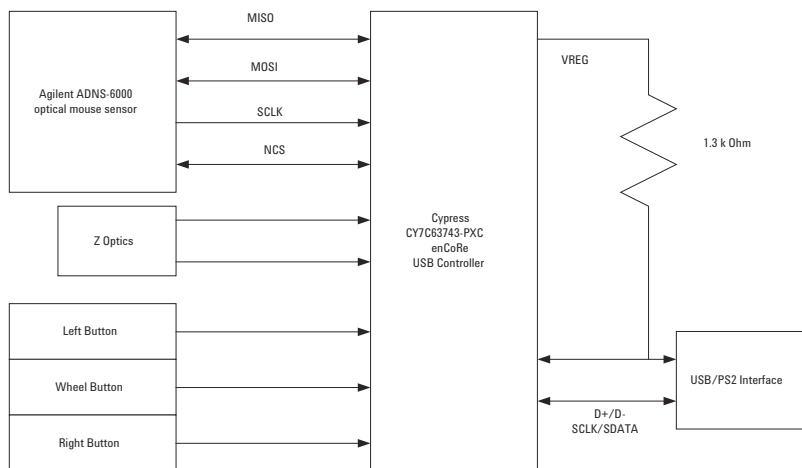 MISO
MOSI
SCLK
NCS
Agilent ADNS-6000
optical mouse sensor
Z Optics
Left Button
Wheel Button
Right Button
Cypress
CY7C63743-PXC
enCoRe
USB Controller
VREG
1.3 k Ohm
USB/PS2 Interface
D+/D-
SCLK/SDATA